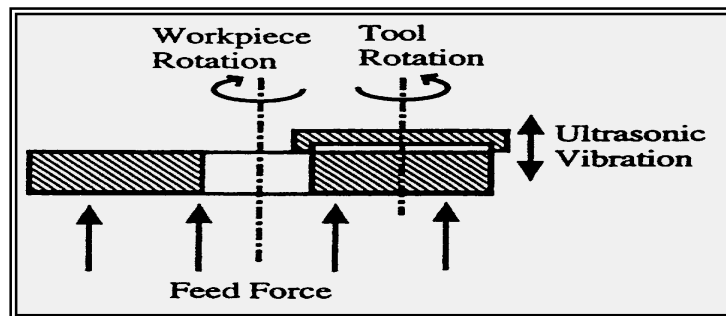 Workpiece
Rotation
Tool
Rotation
Ultrasonic
Vibration
Feed Force